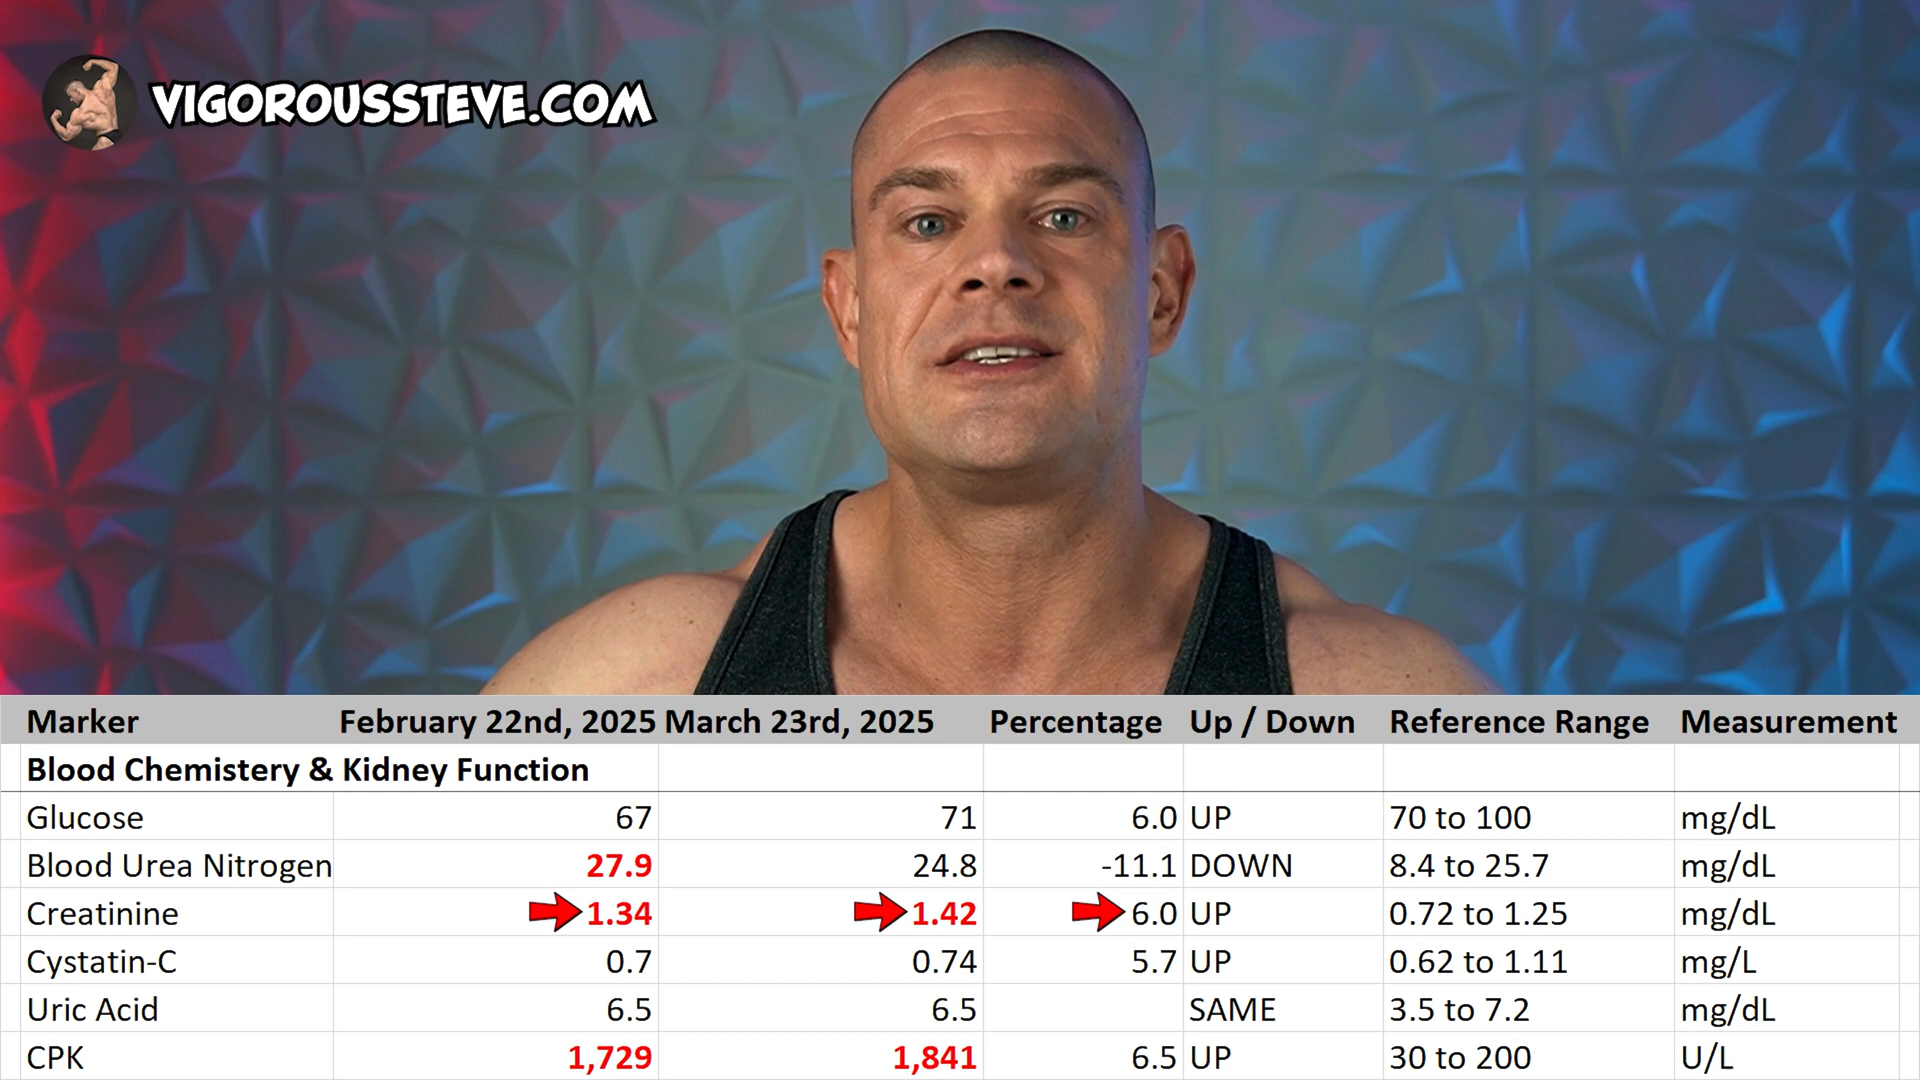 VIGOROUSSTEVE.COM
Marker February 22nd, 2025 March 23rd, 2025 Percentage Up / Down Reference Range Measurement
Blood Chemistery & Kidney Function
Glucose 67 71 6.0 UP 70 to 100 mg/dL
Blood Urea Nitrogen 27.9 24.8 -11.1 DOWN 8.4 to 25.7 mg/dL
Creatinine 1.34 1.42 6.0 UP 0.72 to 1.25 mg/dL
Cystatin-C 0.7 0.74 5.7 UP 0.62 to 1.11 mg/L
Uric Acid 6.5 6.5 SAME 3.5 to 7.2 mg/dL
CPK 1,729 1,841 6.5 UP 30 to 200 U/L